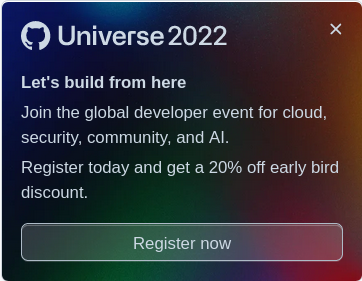 Universe 2022
Let's build from here
Join the global developer event for cloud,
security, community, and AI.
Register today and get a 20% off early bird
discount.
Register now